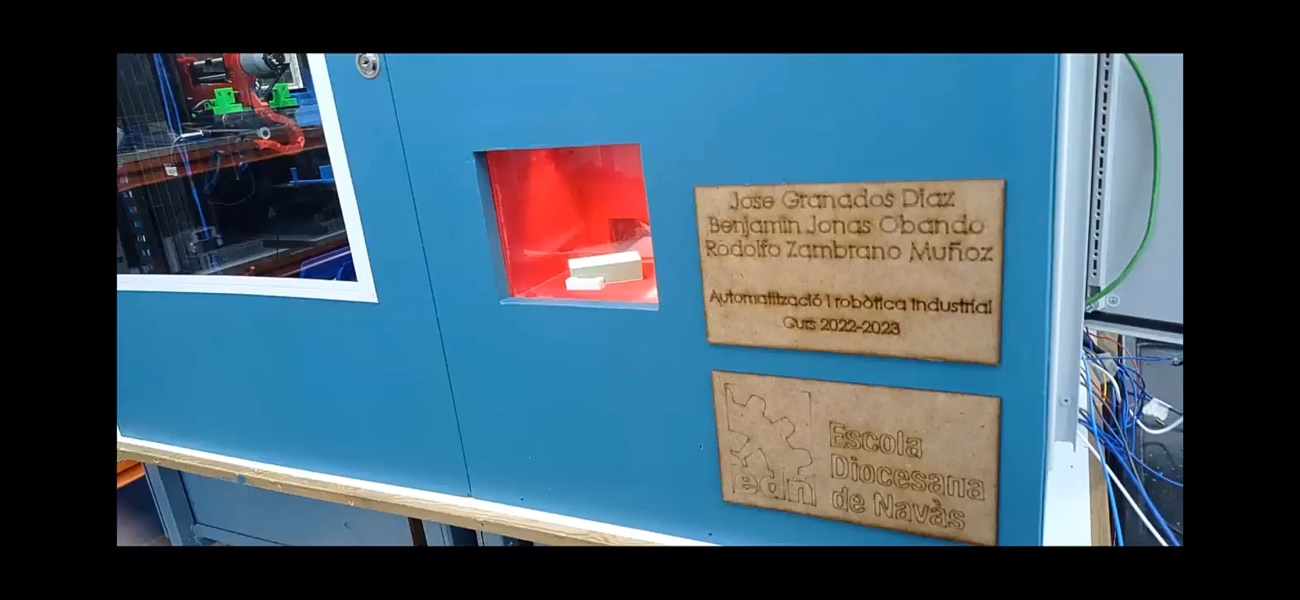 Jose Granados Diaz
Benjamin Jonas Obando
Rodolfo Zambrano Muñoz
Automatització i robòtica industrial
Curs 2022-2023
edn
Escola
Diocesana
de Navàs